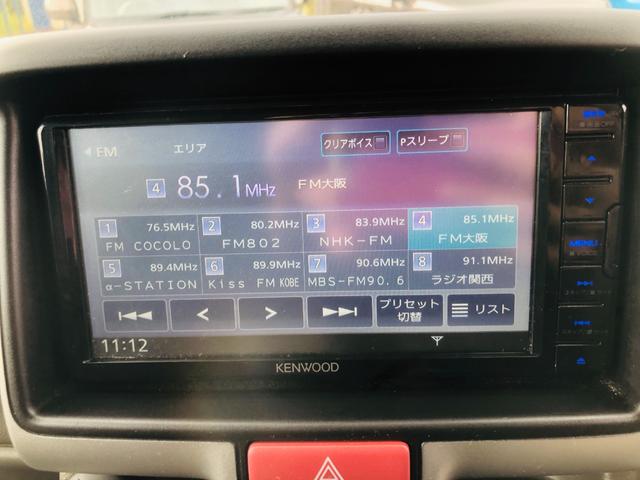 FM
エリア
クリアボイス
Pスリープ
4 85.1MHz FM大阪
1 76.5MHz
FM COCOLO
2 80.2MHz
FM802
3 83.9MHz
NHK-FM
4 85.1MHz
FM大阪
5 89.4MHz
α-STATION
6 89.9MHz
Kiss FM KOBE
7 90.6MHz
MBS-FM90.6
8 91.1MHz
ラジオ関西
プリセット
切替
リスト
11:12
KENWOOD
MENU